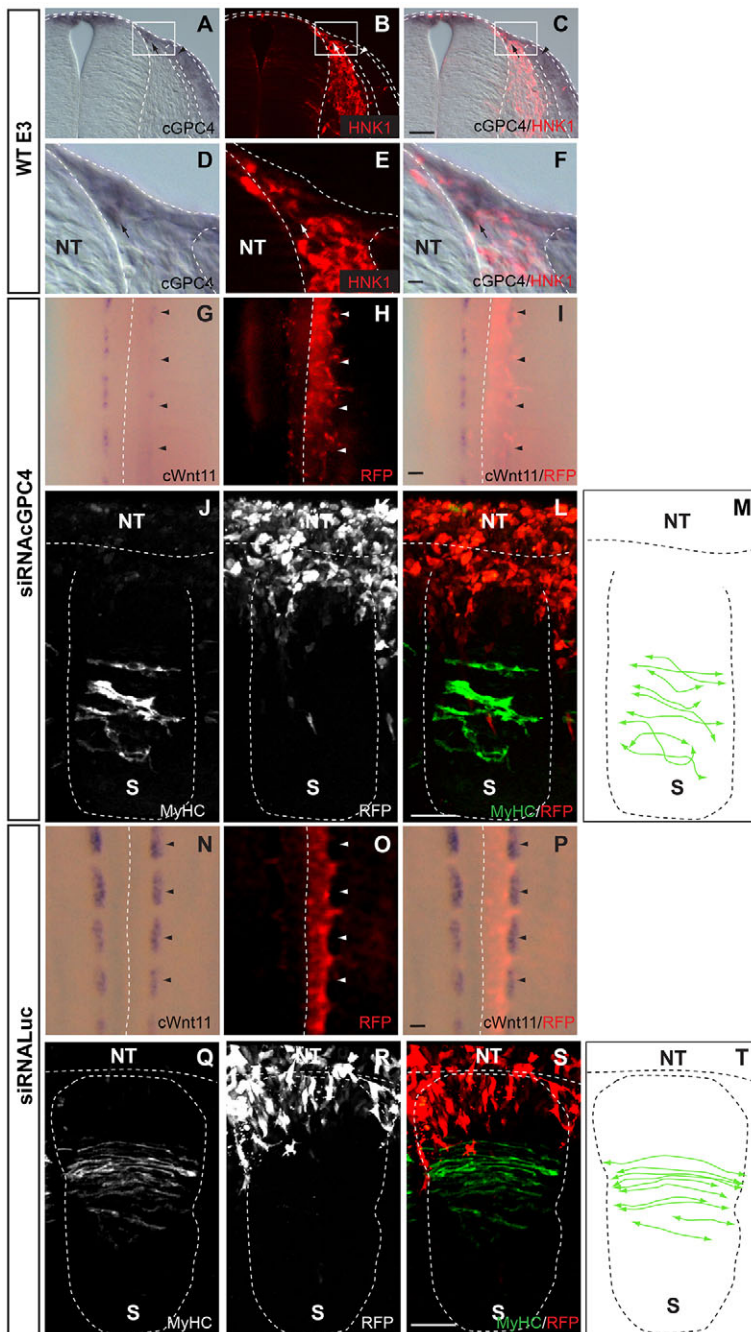 WT E3
A
cGPC4
B
HNK1
C
cGPC4/HNK1
D
NT
cGPC4
E
NT
HNK1
F
cGPC4/HNK1
siRNAcGPC4
G
cWnt11
H
RFP
I
cWnt11/RFP
J
NT
S
MyHC
K
NT
S
RFP
L
NT
S
MyHC/RFP
M
NT
S
siRNALuc
N
cWnt11
O
RFP
P
cWnt11/RFP
Q
NT
S
MyHC
R
NT
S
RFP
S
NT
S
MyHC/RFP
T
NT
S